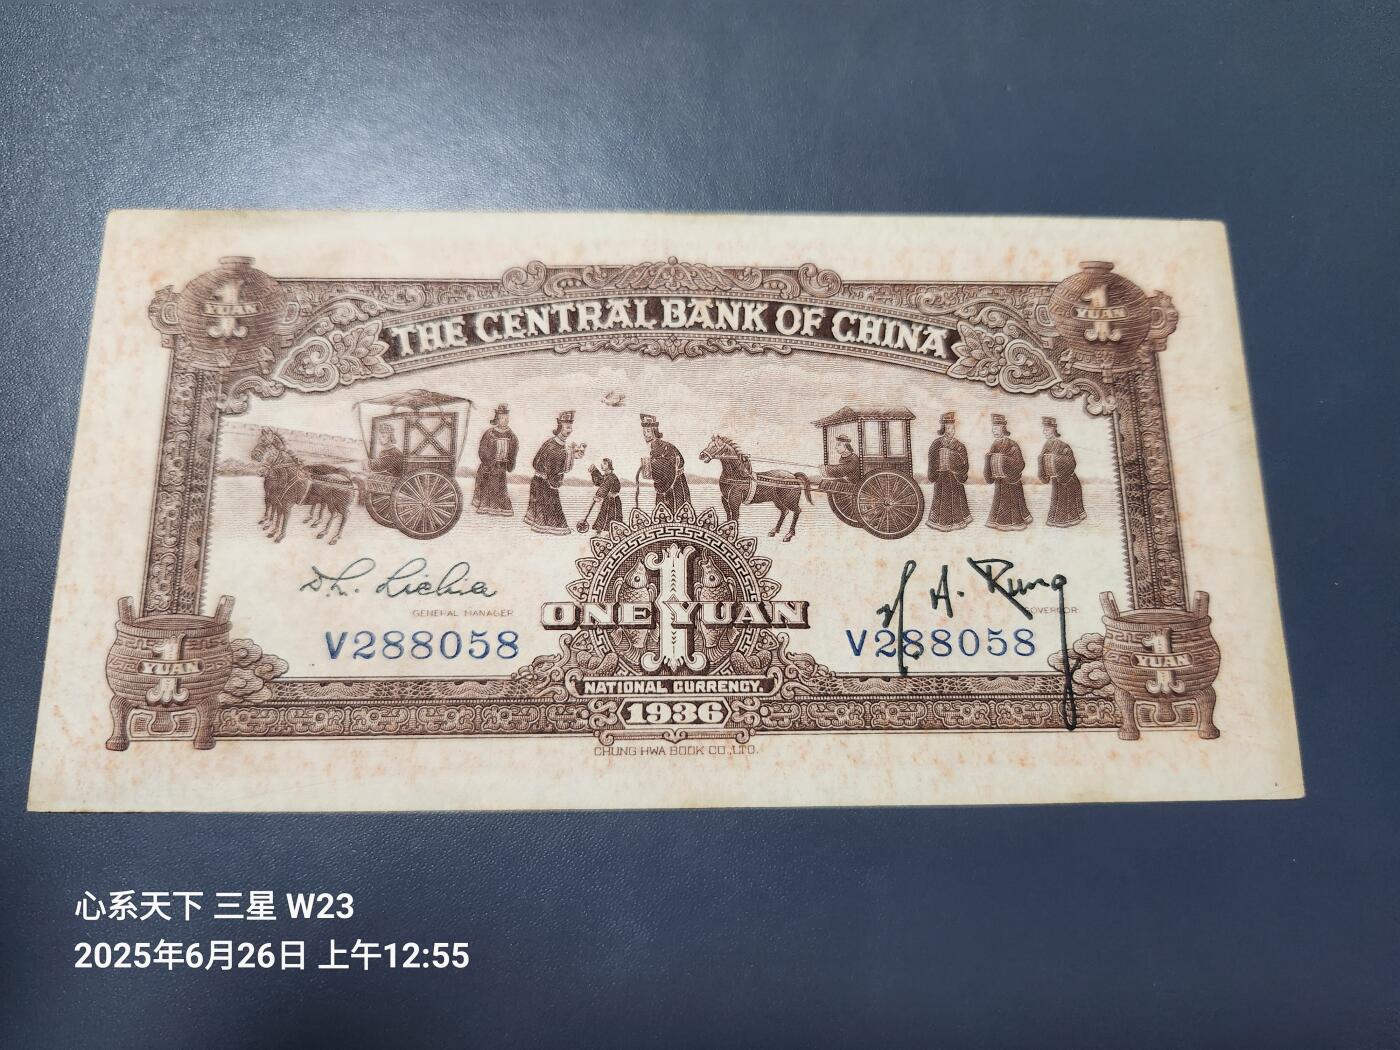 1
YUAN
1
YUAN
THE CENTRAL BANK OF CHINA
GENERAL MANAGER
GOVERNOR
V288058
1
ONE YUAN
V288058
1
YUAN
1
YUAN
NATIONAL CURRENCY.
1936
CHUNG HWA BOOK CO.,LTD.
心系天下 三星 W23
2025年6月26日 上午12:55